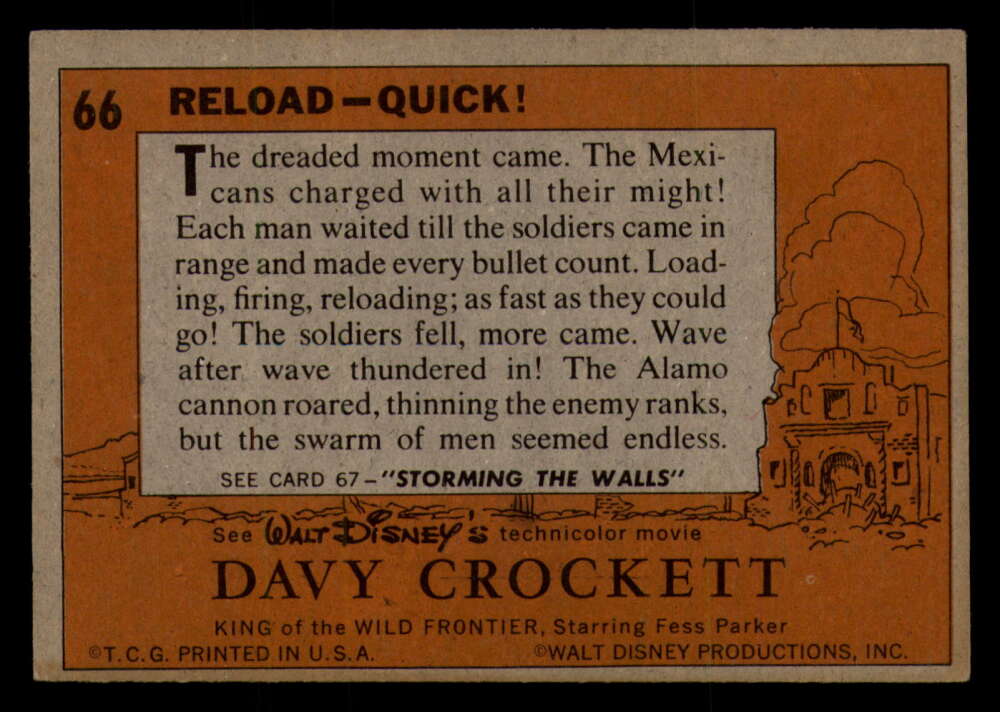 66 RELOAD—QUICK!
The dreaded moment came. The Mexi-
cans charged with all their might!
Each man waited till the soldiers came in
range and made every bullet count. Load-
ing, firing, reloading; as fast as they could
go! The soldiers fell, more came. Wave
after wave thundered in! The Alamo
cannon roared, thinning the enemy ranks,
but the swarm of men seemed endless.
SEE CARD 67—"STORMING THE WALLS"
See WALT DISNEY'S technicolor movie
DAVY CROCKETT
KING of the WILD FRONTIER, Starring Fess Parker
©T.C.G. PRINTED IN U.S.A. ©WALT DISNEY PRODUCTIONS, INC.